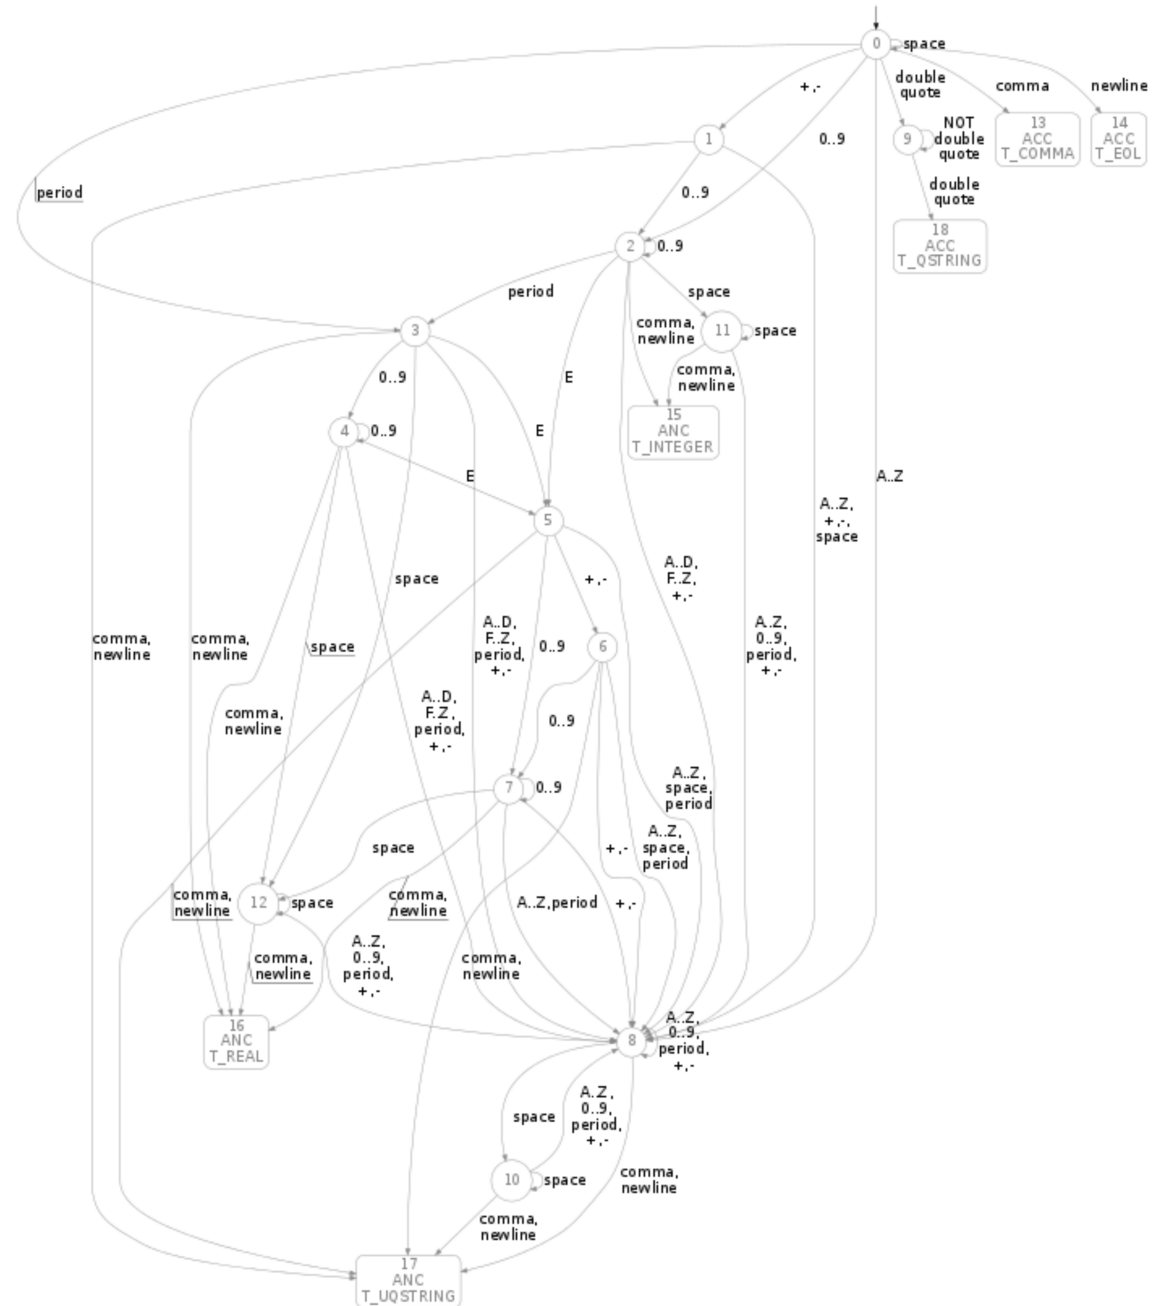 0
space
double
quote
comma
newline
+,-
1
0..9
9
NOT
double
quote
13
ACC
T_COMMA
14
ACC
T_EOL
period
0..9
double
quote
2
0..9
18
ACC
T_QSTRING
period
space
3
comma,
newline
11
space
0..9
E
comma,
newline
4
0..9
E
15
ANC
T_INTEGER
E
A..Z
5
A..Z,
+,-,
space
space
+,-
A..D,
F..Z,
+,-
comma,
newline
comma,
newline
space
A..D,
F..Z,
period,
+,-
0..9
6
A..Z,
0..9,
period,
+,-
comma,
newline
A..D,
F..Z,
period,
+,-
0..9
7
0..9
A..Z,
space,
period
space
+,-
A..Z,
space,
period
comma,
newline
12
space
comma,
newline
A..Z,period
+,-
comma,
newline
A..Z,
0..9,
period,
+,-
comma,
newline
16
ANC
T_REAL
8
A..Z,
0..9,
period,
+,-
space
A..Z,
0..9,
period,
+,-
10
space
comma,
newline
comma,
newline
17
ANC
T_UQSTRING